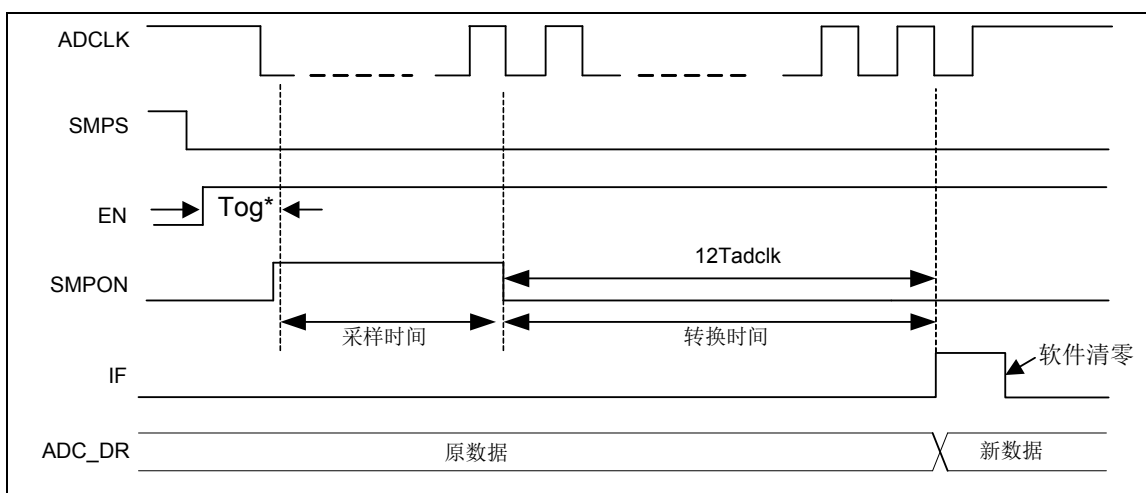 ADCLK
SMPS
EN
Tog*
SMPON
12Tadclk
采样时间
转换时间
IF
软件清零
ADC_DR
原数据
新数据